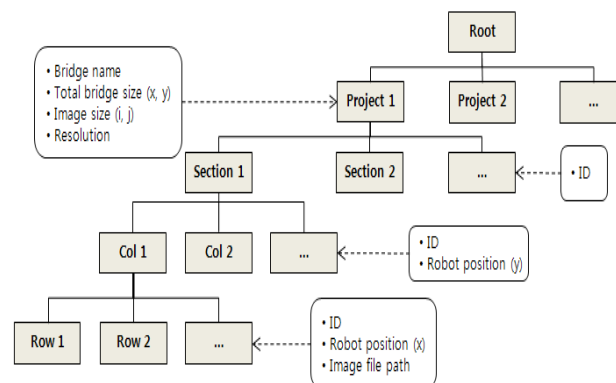 Root
• Bridge name
• Total bridge size (x, y)
• Image size (i, j)
• Resolution
Project 1
Project 2
...
Section 1
Section 2
...
• ID
Col 1
Col 2
...
• ID
• Robot position (y)
Row 1
Row 2
...
• ID
• Robot position (x)
• Image file path